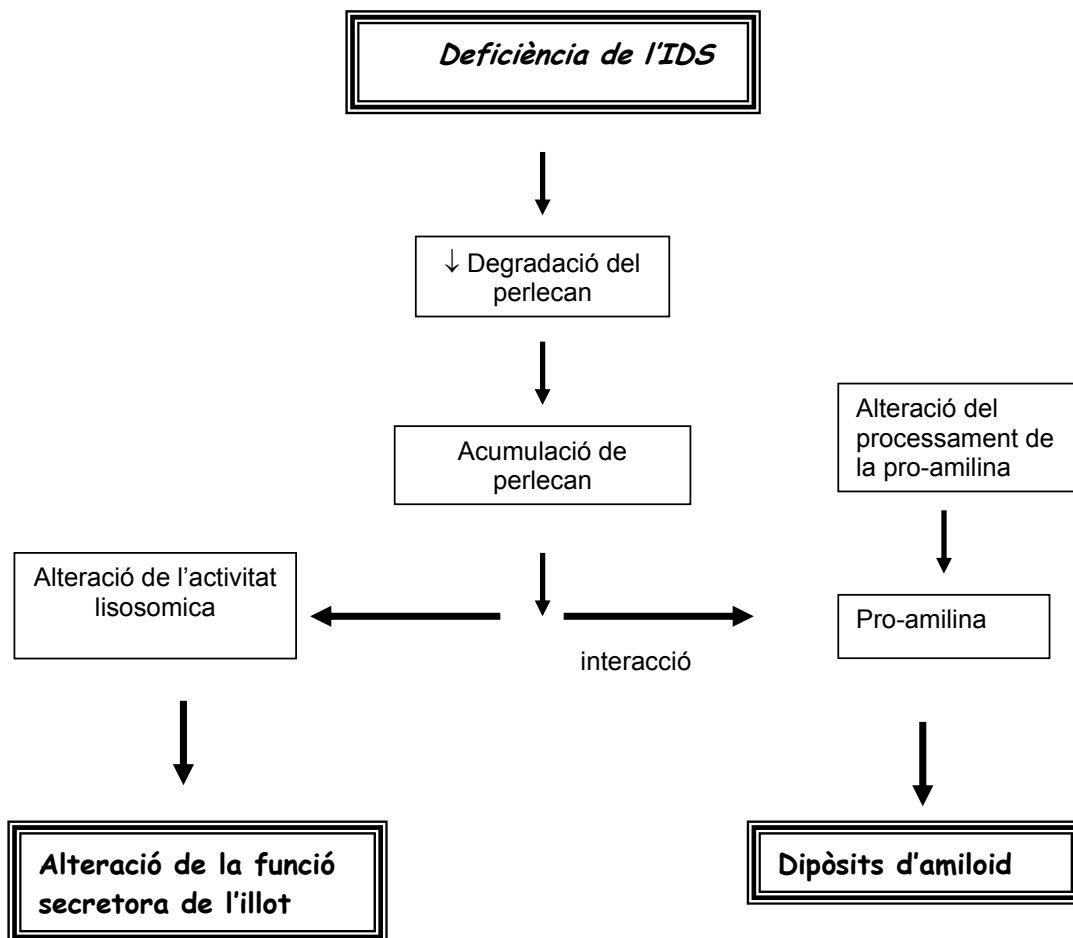 Deficiència de l'IDS
↓ Degradació del
perlecan
Acumulació de
perlecan
Alteració del
processament de
la pro-amilina
Alteració de l'activitat
lisosomica
interacció
Pro-amilina
Alteració de la funció
secretora de l'illot
Dipòsits d'amiloid